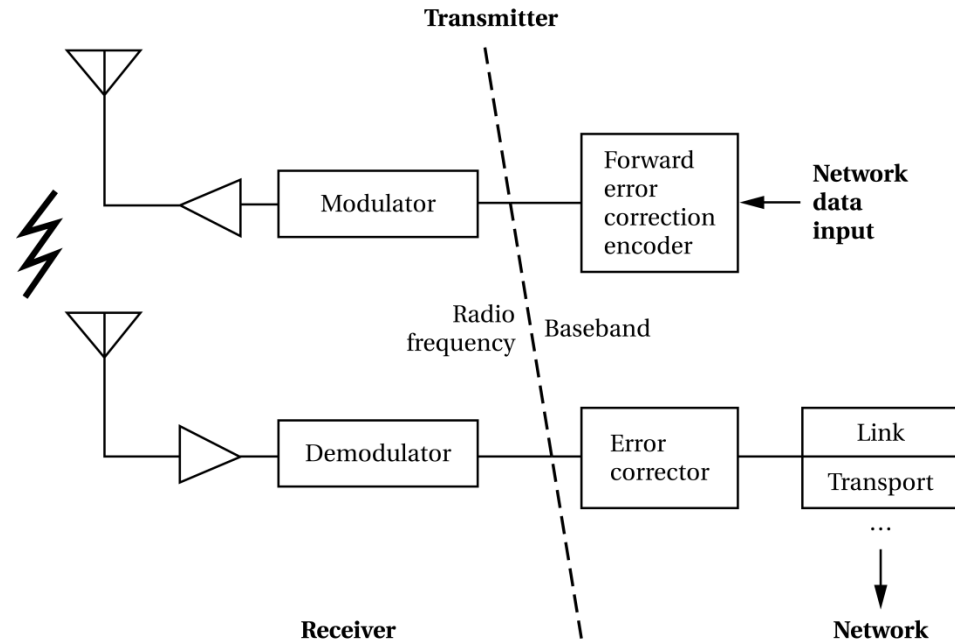 Transmitter
Modulator
Forward
error
correction
encoder
Network
data
input
Radio
frequency
Baseband
Demodulator
Error
corrector
Link
Transport
...
Receiver
Network